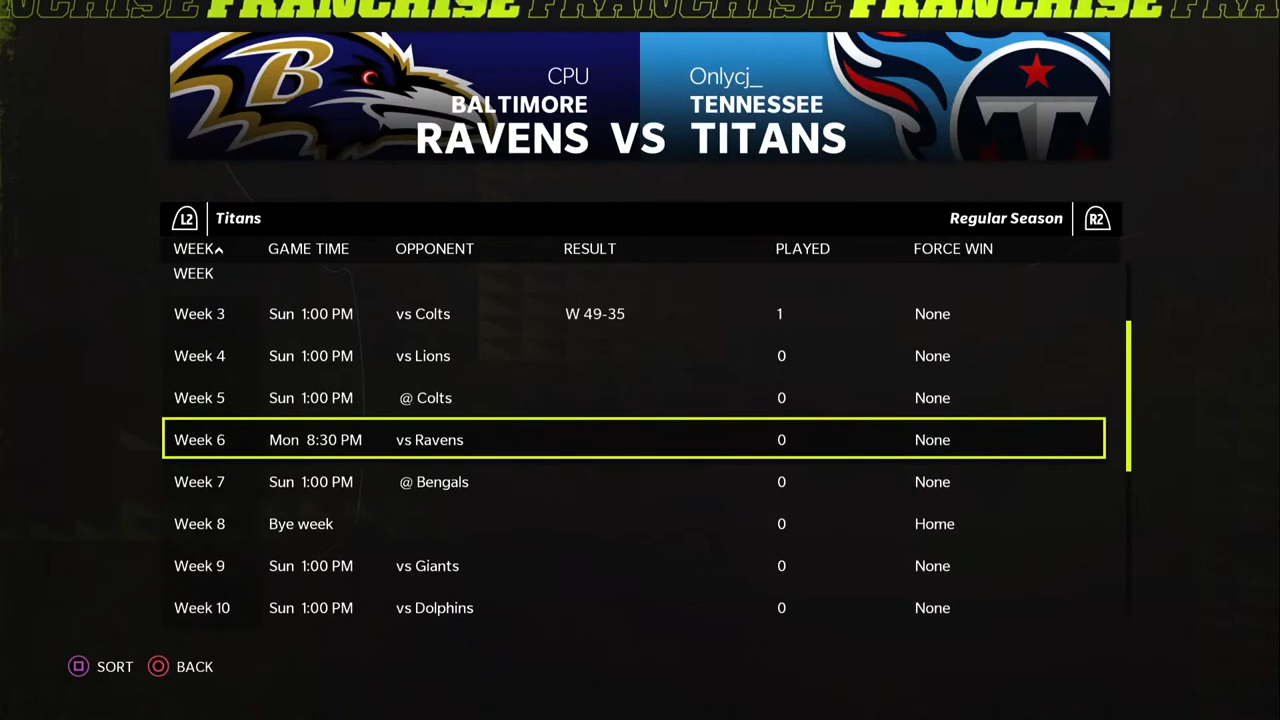 FRANCHISE FRANCHISE FRANCHISE FRANCHISE
CPU
BALTIMORE
RAVENS VS TITANS
Onlycj_
TENNESSEE
B
T
L2 Titans Regular Season R2
WEEK GAME TIME OPPONENT RESULT PLAYED FORCE WIN
WEEK
Week 3 Sun 1:00 PM vs Colts W 49-35 1 None
Week 4 Sun 1:00 PM vs Lions 0 None
Week 5 Sun 1:00 PM @ Colts 0 None
Week 6 Mon 8:30 PM vs Ravens 0 None
Week 7 Sun 1:00 PM @ Bengals 0 None
Week 8 Bye week 0 Home
Week 9 Sun 1:00 PM vs Giants 0 None
Week 10 Sun 1:00 PM vs Dolphins 0 None
SORT BACK